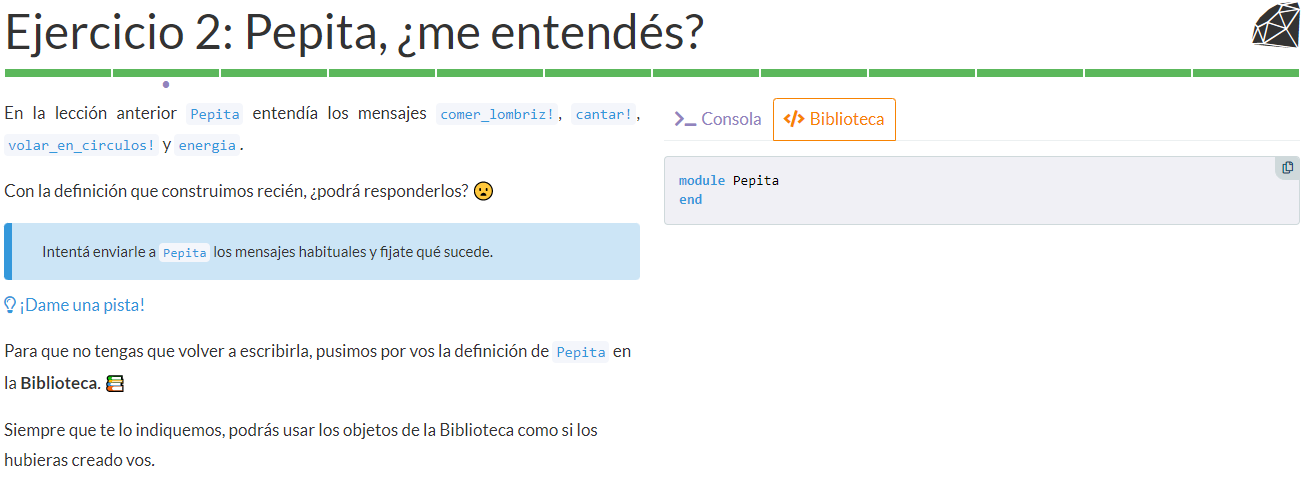 Ejercicio 2: Pepita, ¿me entendés?
En la lección anterior Pepita entendía los mensajes comer_lombriz!, cantar!,
volar_en_circulos! y energia.
Con la definición que construimos recién, ¿podrá responderlos?
Intentá enviarle a Pepita los mensajes habituales y fijate qué sucede.
¡Dame una pista!
Para que no tengas que volver a escribirla, pusimos por vos la definición de Pepita en
la Biblioteca.
Siempre que te lo indiquemos, podrás usar los objetos de la Biblioteca como si los
hubieras creado vos.
>_ Consola
</> Biblioteca
module Pepita
end